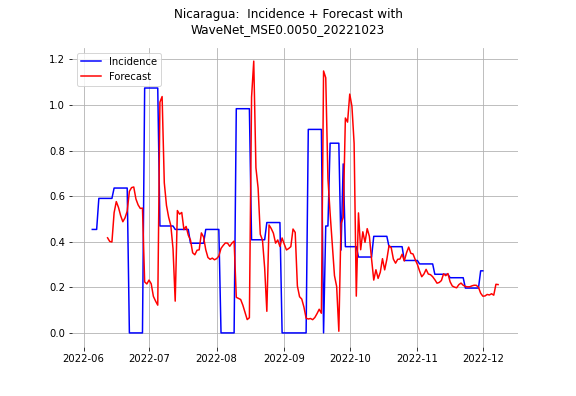 Nicaragua:  Incidence + Forecast with
WaveNet_MSE0.0050_20221023
Incidence
Forecast
1.2
1.0
0.8
0.6
0.4
0.2
0.0
2022-06 2022-07 2022-08 2022-09 2022-10 2022-11 2022-12